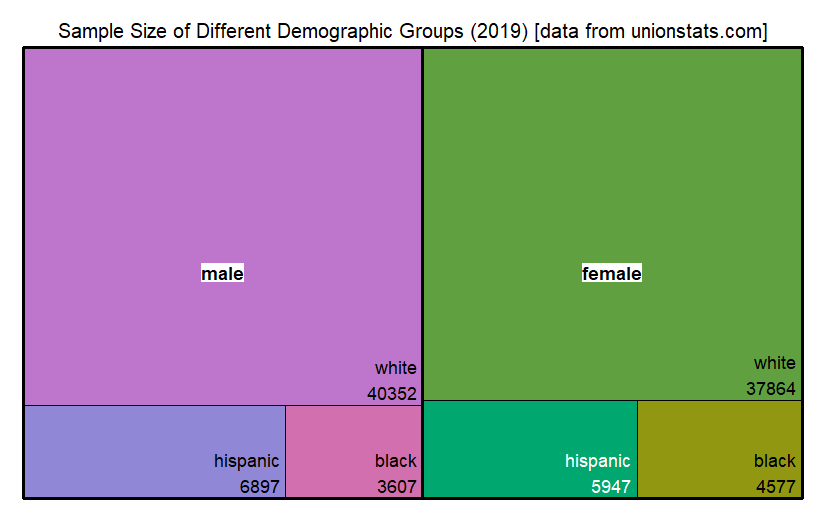 Sample Size of Different Demographic Groups (2019) [data from unionstats.com]
male
female
white
40352
white
37864
hispanic
6897
black
3607
hispanic
5947
black
4577